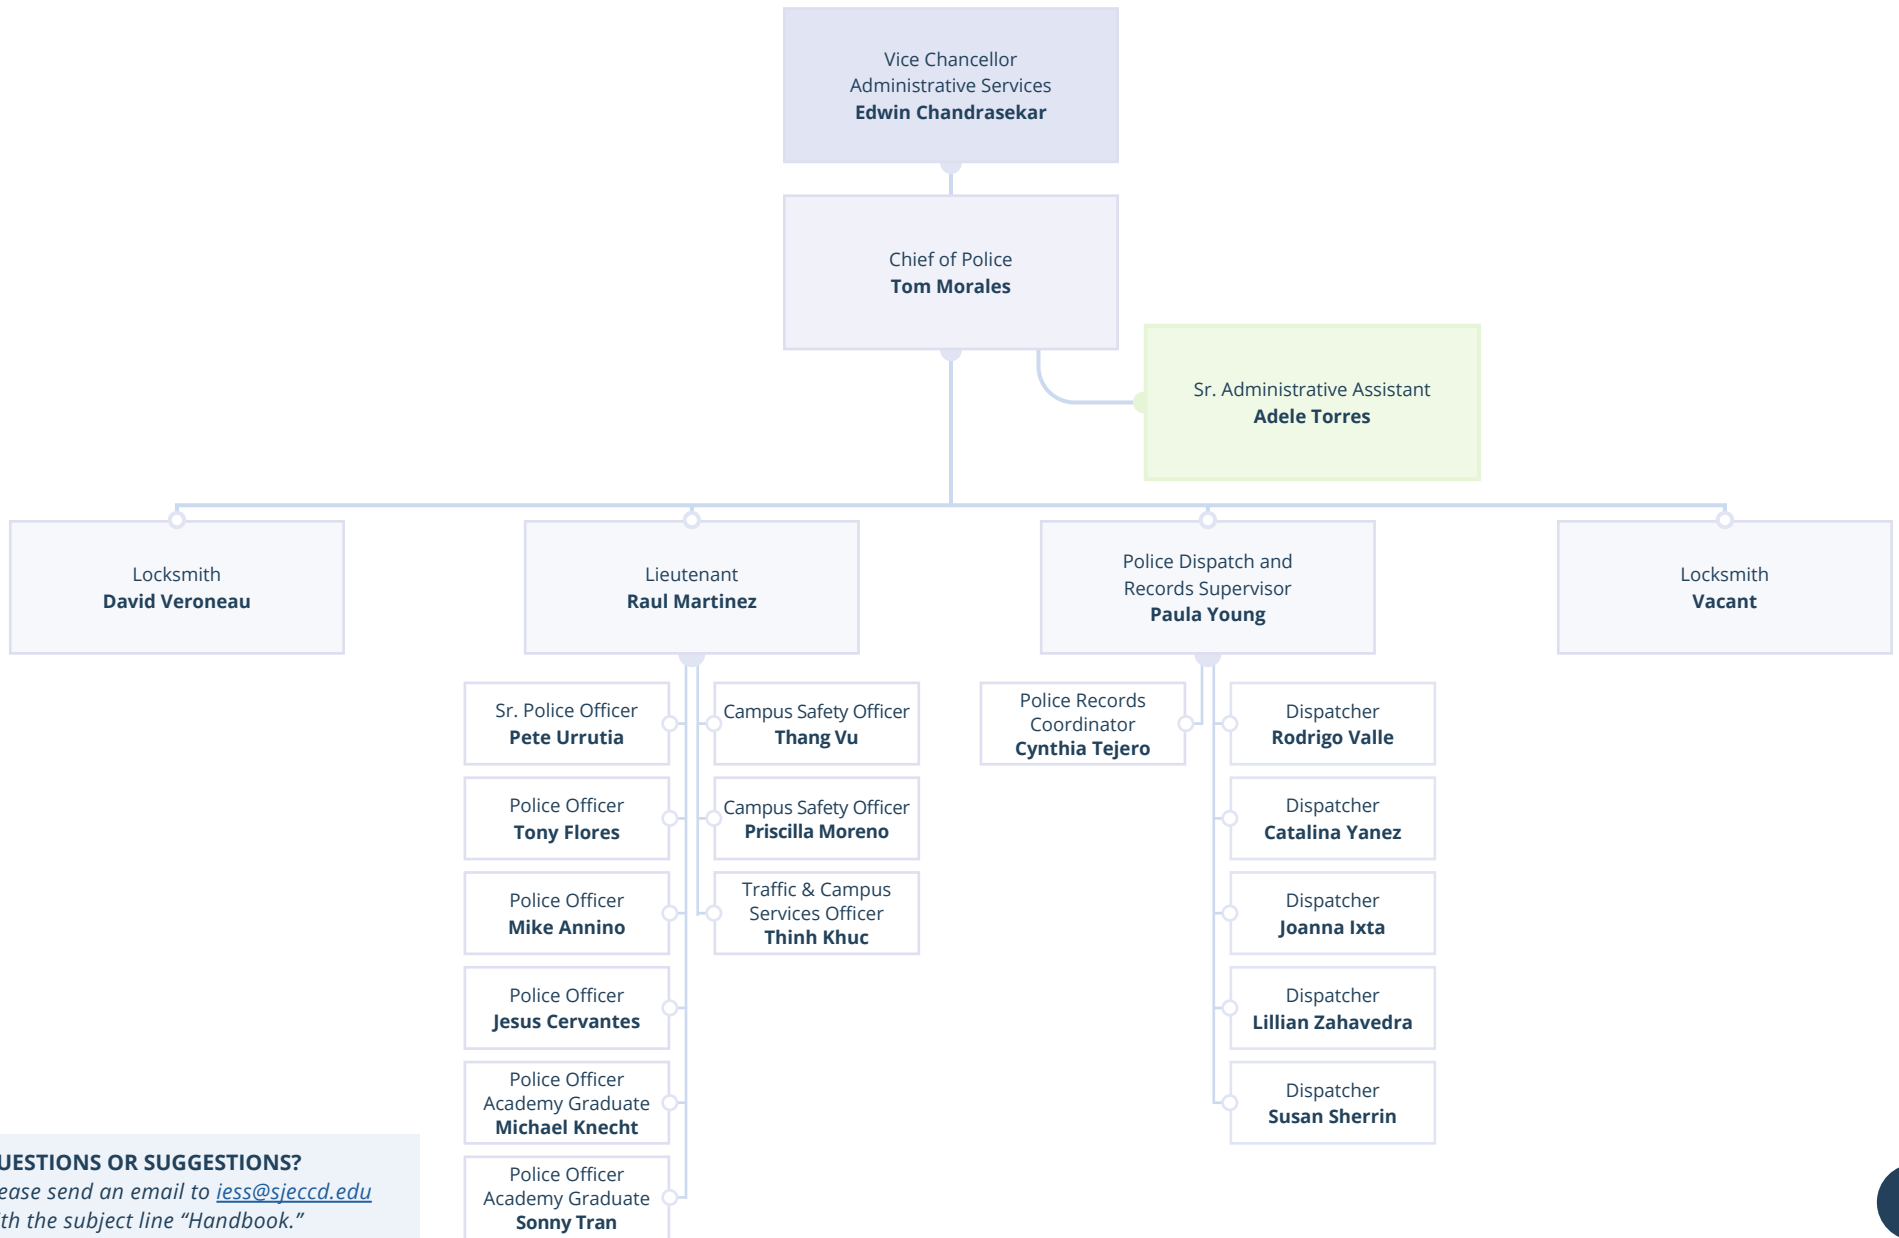 Vice Chancellor
Administrative Services
Edwin Chandrasekar
Chief of Police
Tom Morales
Sr. Administrative Assistant
Adele Torres
Locksmith
David Veroneau
Lieutenant
Raul Martinez
Police Dispatch and
Records Supervisor
Paula Young
Locksmith
Vacant
Sr. Police Officer
Pete Urrutia
Police Officer
Tony Flores
Police Officer
Mike Annino
Police Officer
Jesus Cervantes
Police Officer
Academy Graduate
Michael Knecht
Police Officer
Academy Graduate
Sonny Tran
Campus Safety Officer
Thang Vu
Campus Safety Officer
Priscilla Moreno
Traffic & Campus
Services Officer
Thinh Khuc
Police Records
Coordinator
Cynthia Tejero
Dispatcher
Rodrigo Valle
Dispatcher
Catalina Yanez
Dispatcher
Joanna Ixta
Dispatcher
Lillian Zahavedra
Dispatcher
Susan Sherrin
UESTIONS OR SUGGESTIONS?
ease send an email to iess@sjeccd.edu
th the subject line “Handbook.”